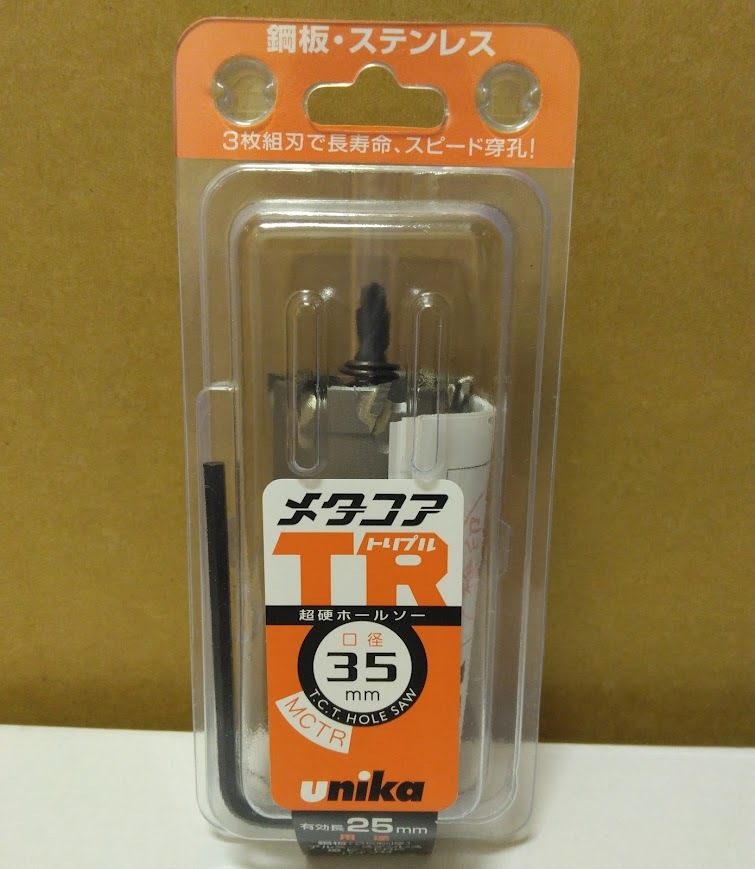 鋼板・ステンレス
3枚組刃で長寿命、スピード穿孔!
メタコア
トリプル
TR
超硬ホールソー
口径
35
mm
T.C.T. HOLE SAW
MCTR
unika
有効長25mm
用途